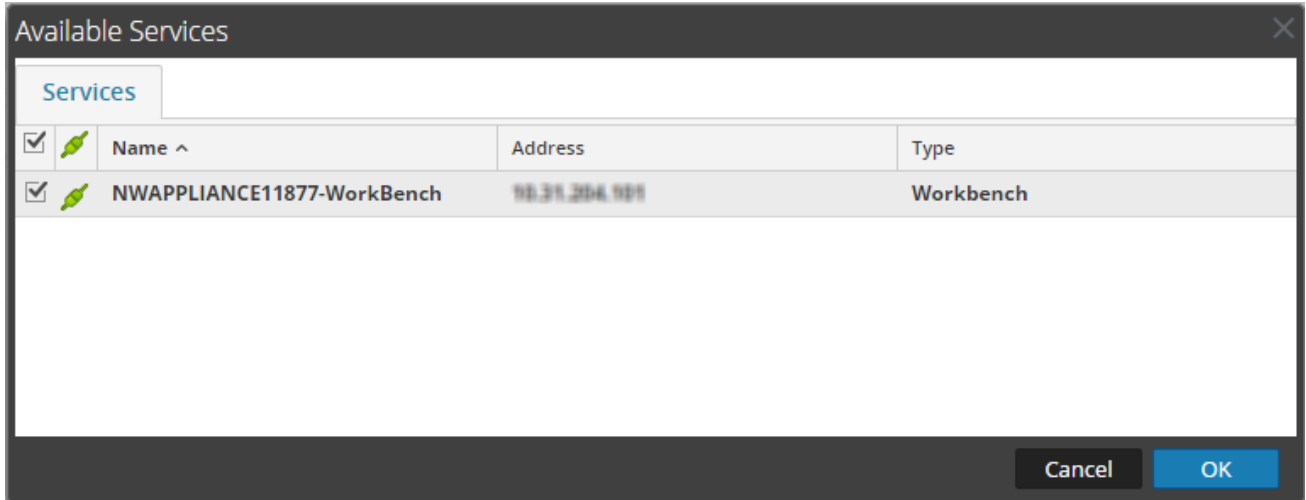 Available Services
Services
Name Address Type
NWAPPLIANCE11877-WorkBench Workbench
Cancel OK